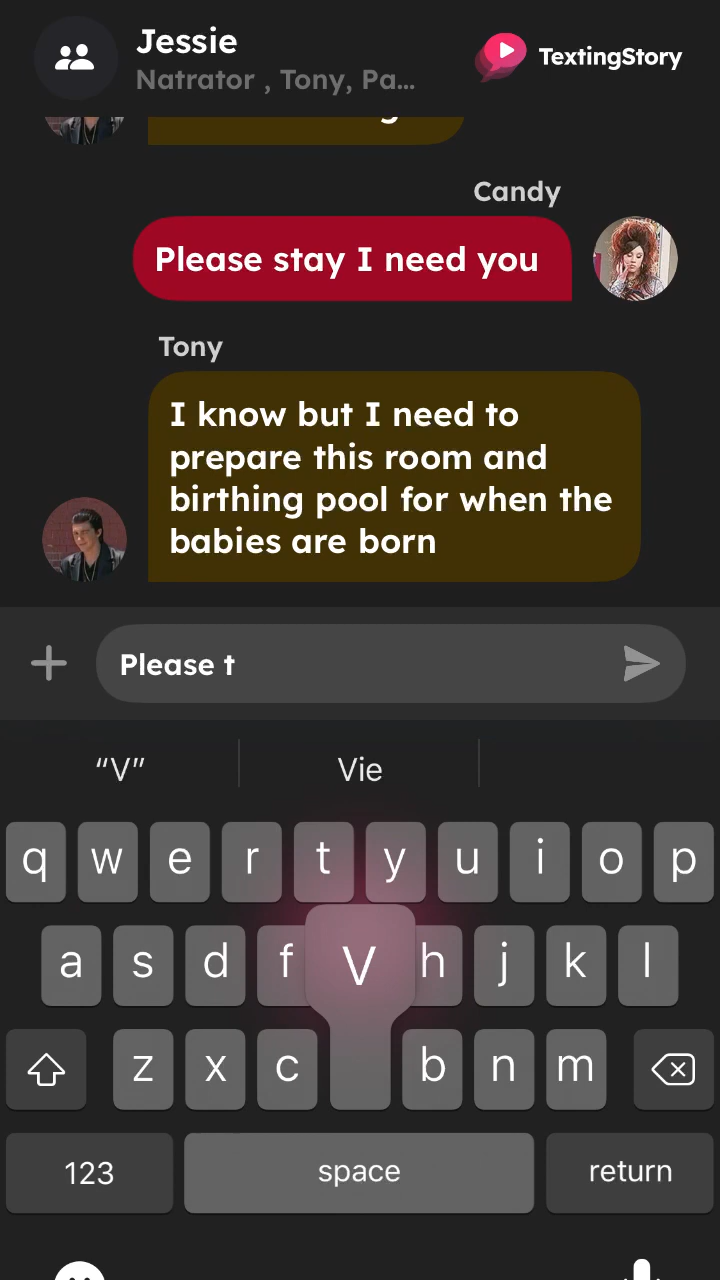 Jessie
Natrator , Tony, Pa...
TextingStory
Candy
Please stay I need you
Tony
I know but I need to
prepare this room and
birthing pool for when the
babies are born
Please t
“V”
Vie
q w e r t y u i o p
a s d f V h j k l
z x c b n m
123
space
return